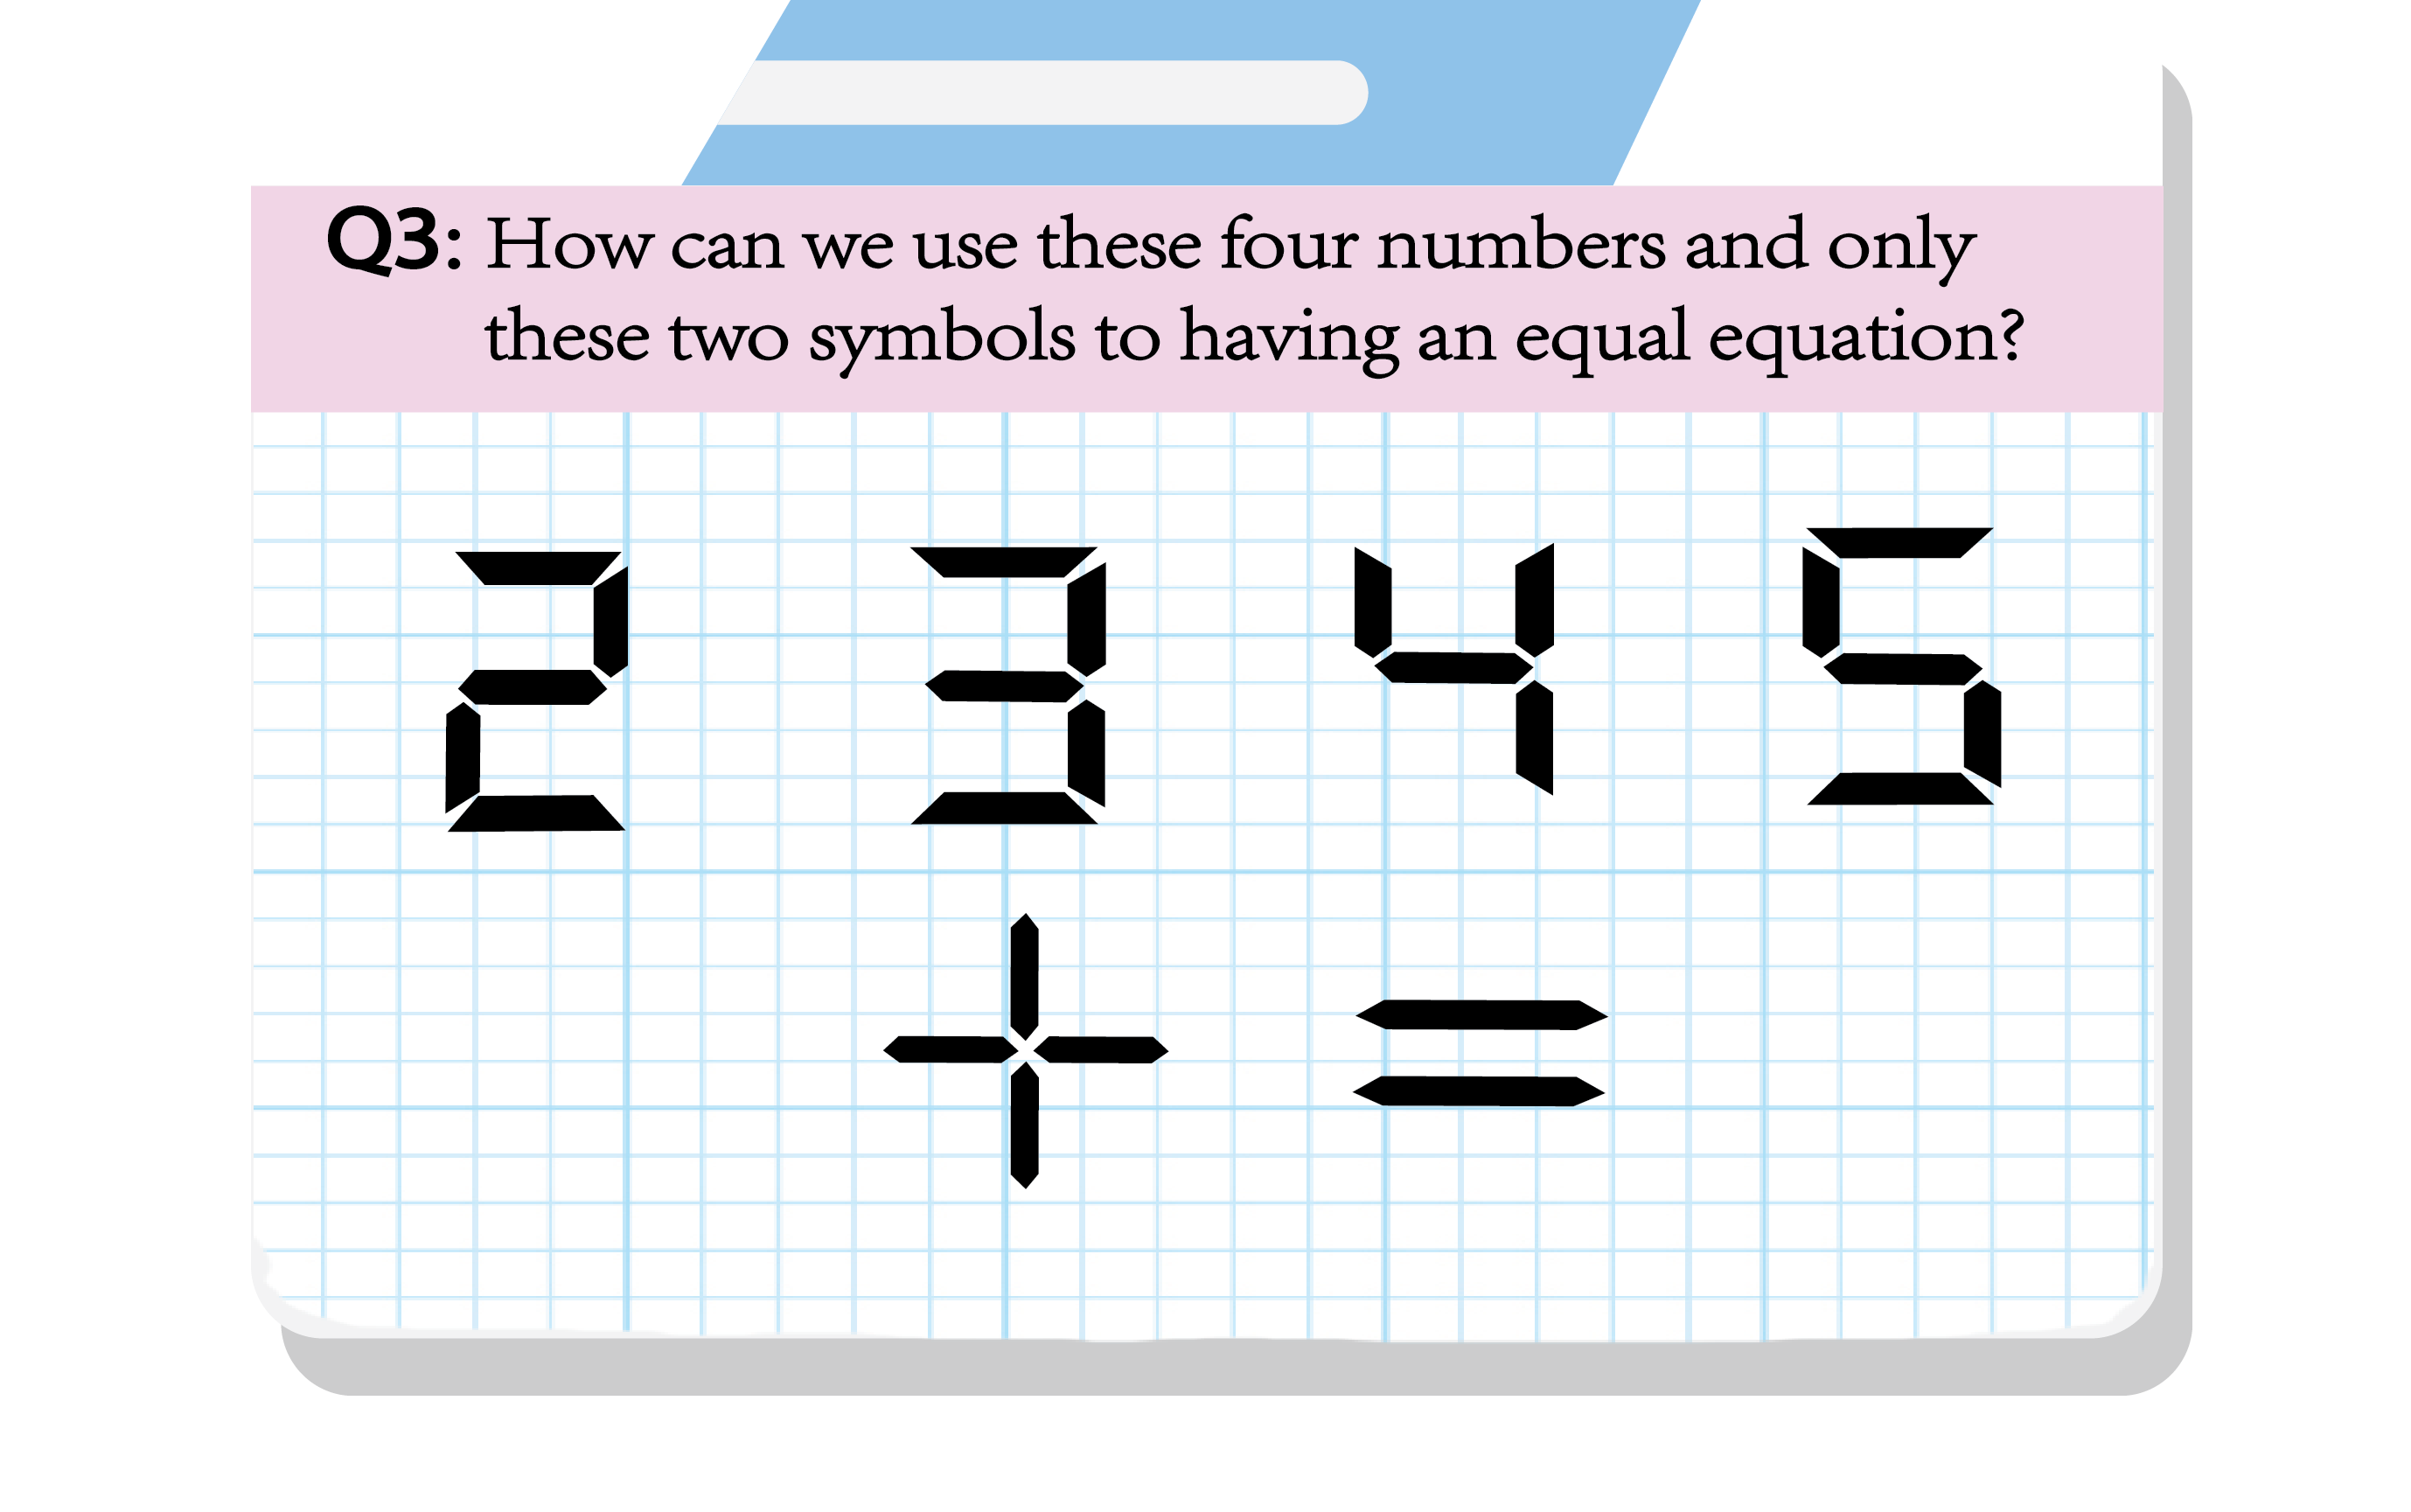 Q3: How can we use these four numbers and only
these two symbols to having an equal equation?
2 3 4 5
+ =